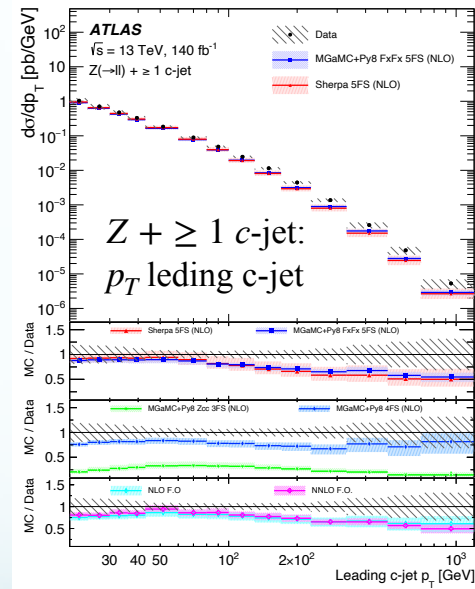 ATLAS
√s = 13 TeV, 140 fb⁻¹
Z(→ll) + ≥ 1 c-jet
Data
MGaMC+Py8 FxFx 5FS (NLO)
Sherpa 5FS (NLO)
dσ/dp_T [pb/GeV]
10⁴
10³
10²
10
1
10⁻¹
10⁻²
10⁻³
10⁻⁴
10⁻⁵
10⁻⁶
Z + ≥ 1 c-jet:
p_T leding c-jet
MC / Data
1.5
1
0.5
Sherpa 5FS (NLO)
MGaMC+Py8 FxFx 5FS (NLO)
MC / Data
1.5
1
0.5
MGaMC+Py8 Zcc 3FS (NLO)
MGaMC+Py8 4FS (NLO)
MC / Data
1.5
1
0.5
NLO F.O.
NNLO F.O.
30 40 50 10² 2×10² 10³
Leading c-jet p_T [GeV]